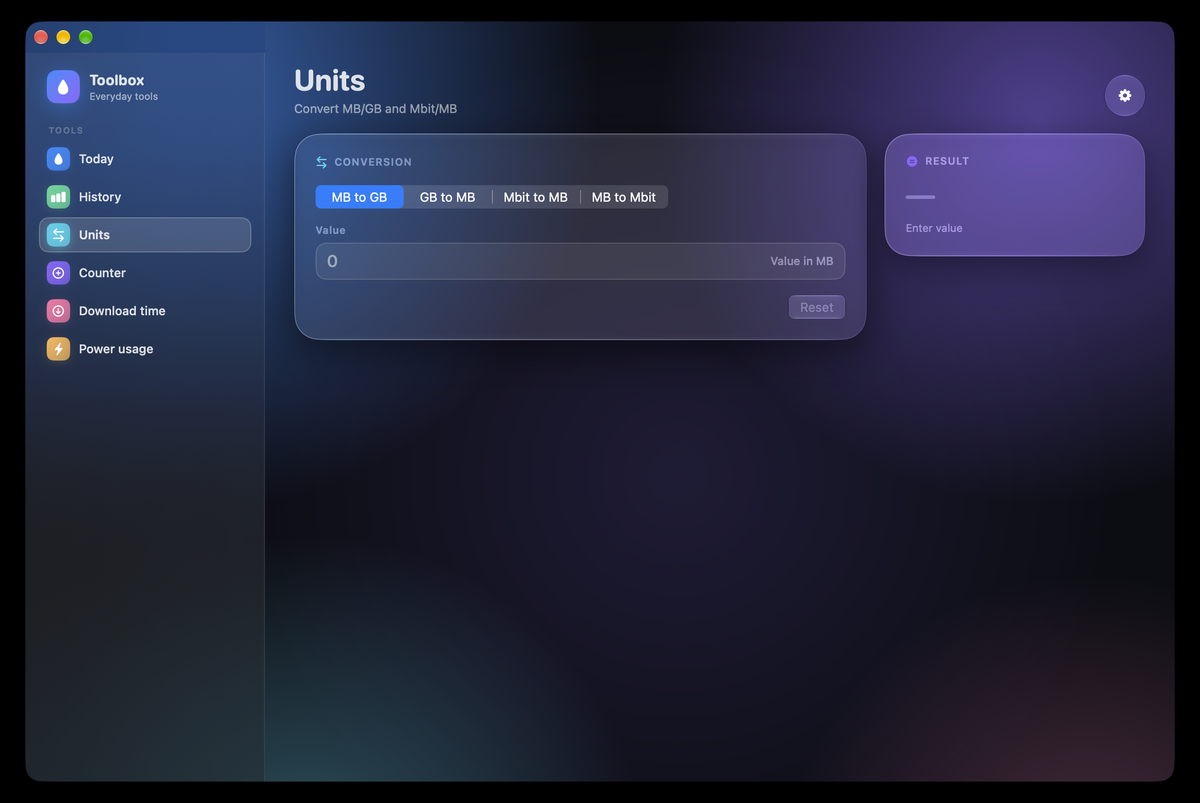 Toolbox
Everyday tools
TOOLS
Today
History
Units
Counter
Download time
Power usage
Units
Convert MB/GB and Mbit/MB
CONVERSION
MB to GB GB to MB Mbit to MB MB to Mbit
Value
0 Value in MB
Reset
RESULT
—
Enter value